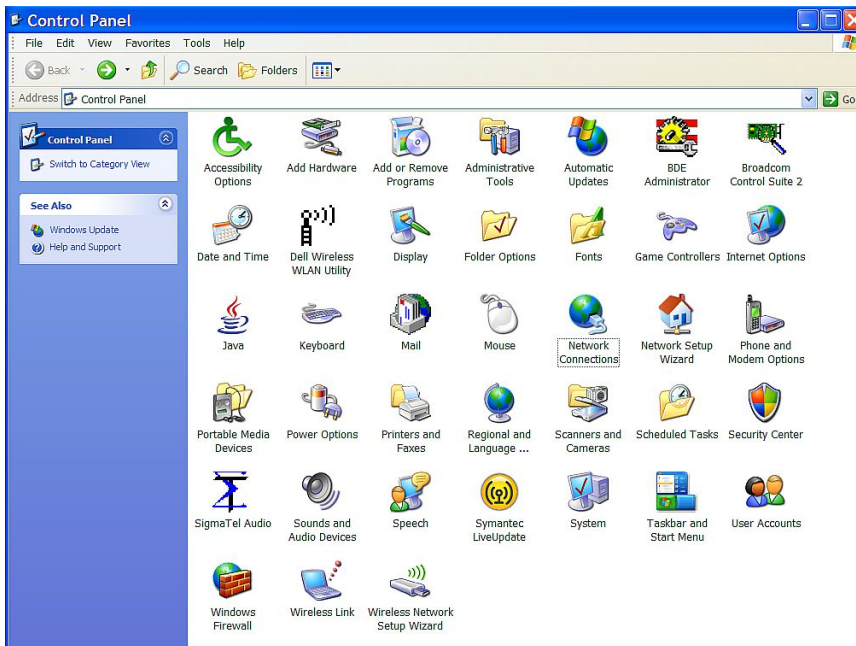 Control Panel
File Edit View Favorites Tools Help
Back Search Folders
Address Control Panel Go
Control Panel
Switch to Category View
See Also
Windows Update
Help and Support
Accessibility Options
Add Hardware
Add or Remove Programs
Administrative Tools
Automatic Updates
BDE Administrator
Broadcom Control Suite 2
Date and Time
Dell Wireless WLAN Utility
Display
Folder Options
Fonts
Game Controllers
Internet Options
Java
Keyboard
Mail
Mouse
Network Connections
Network Setup Wizard
Phone and Modem Options
Portable Media Devices
Power Options
Printers and Faxes
Regional and Language ...
Scanners and Cameras
Scheduled Tasks
Security Center
SigmaTel Audio
Sounds and Audio Devices
Speech
Symantec LiveUpdate
System
Taskbar and Start Menu
User Accounts
Windows Firewall
Wireless Link
Wireless Network Setup Wizard